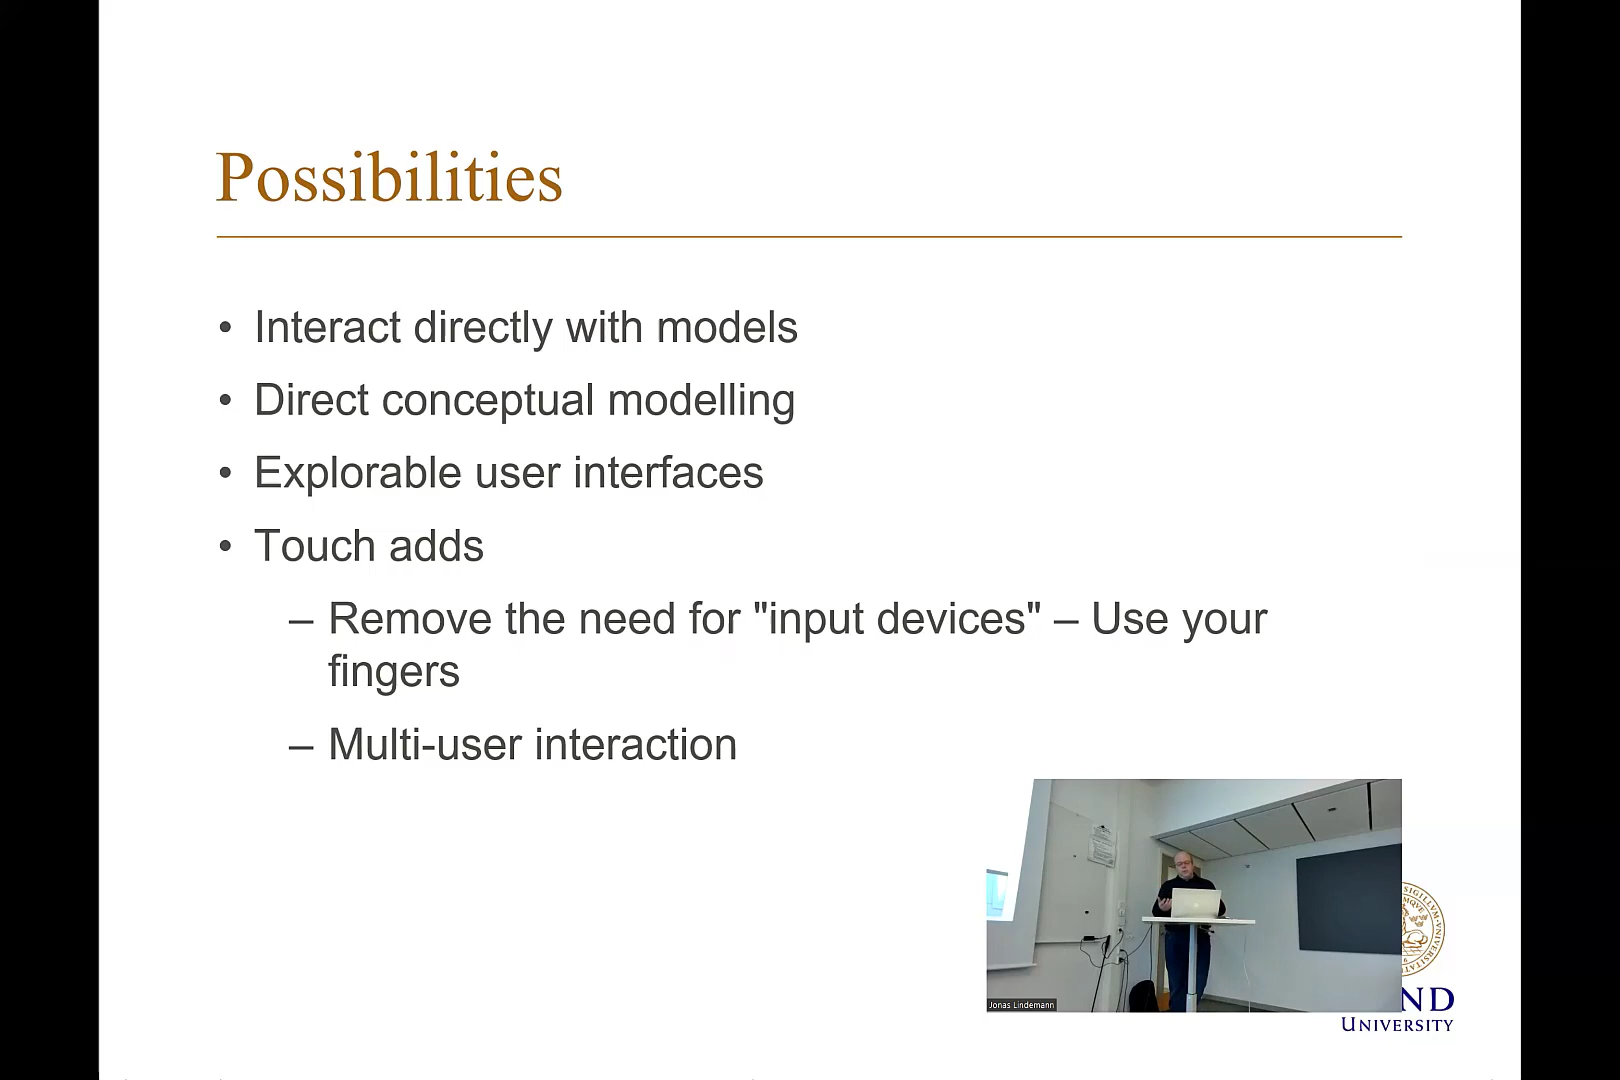 Possibilities
• Interact directly with models
• Direct conceptual modelling
• Explorable user interfaces
• Touch adds
– Remove the need for "input devices" – Use your
fingers
– Multi-user interaction
Jonas Lindemann
ND
UNIVERSITY